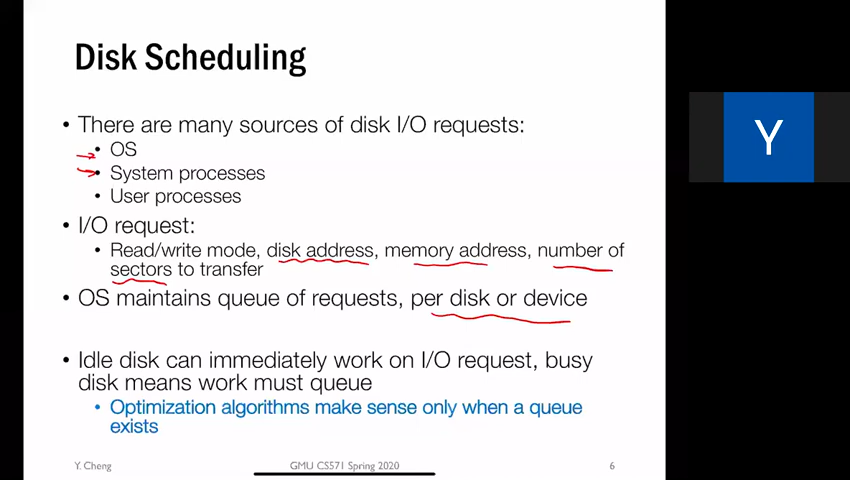 Disk Scheduling
• There are many sources of disk I/O requests:
• OS
• System processes
• User processes
• I/O request:
• Read/write mode, disk address, memory address, number of
sectors to transfer
• OS maintains queue of requests, per disk or device
• Idle disk can immediately work on I/O request, busy
disk means work must queue
• Optimization algorithms make sense only when a queue
exists
Y. Cheng GMU CS571 Spring 2020 6
Y